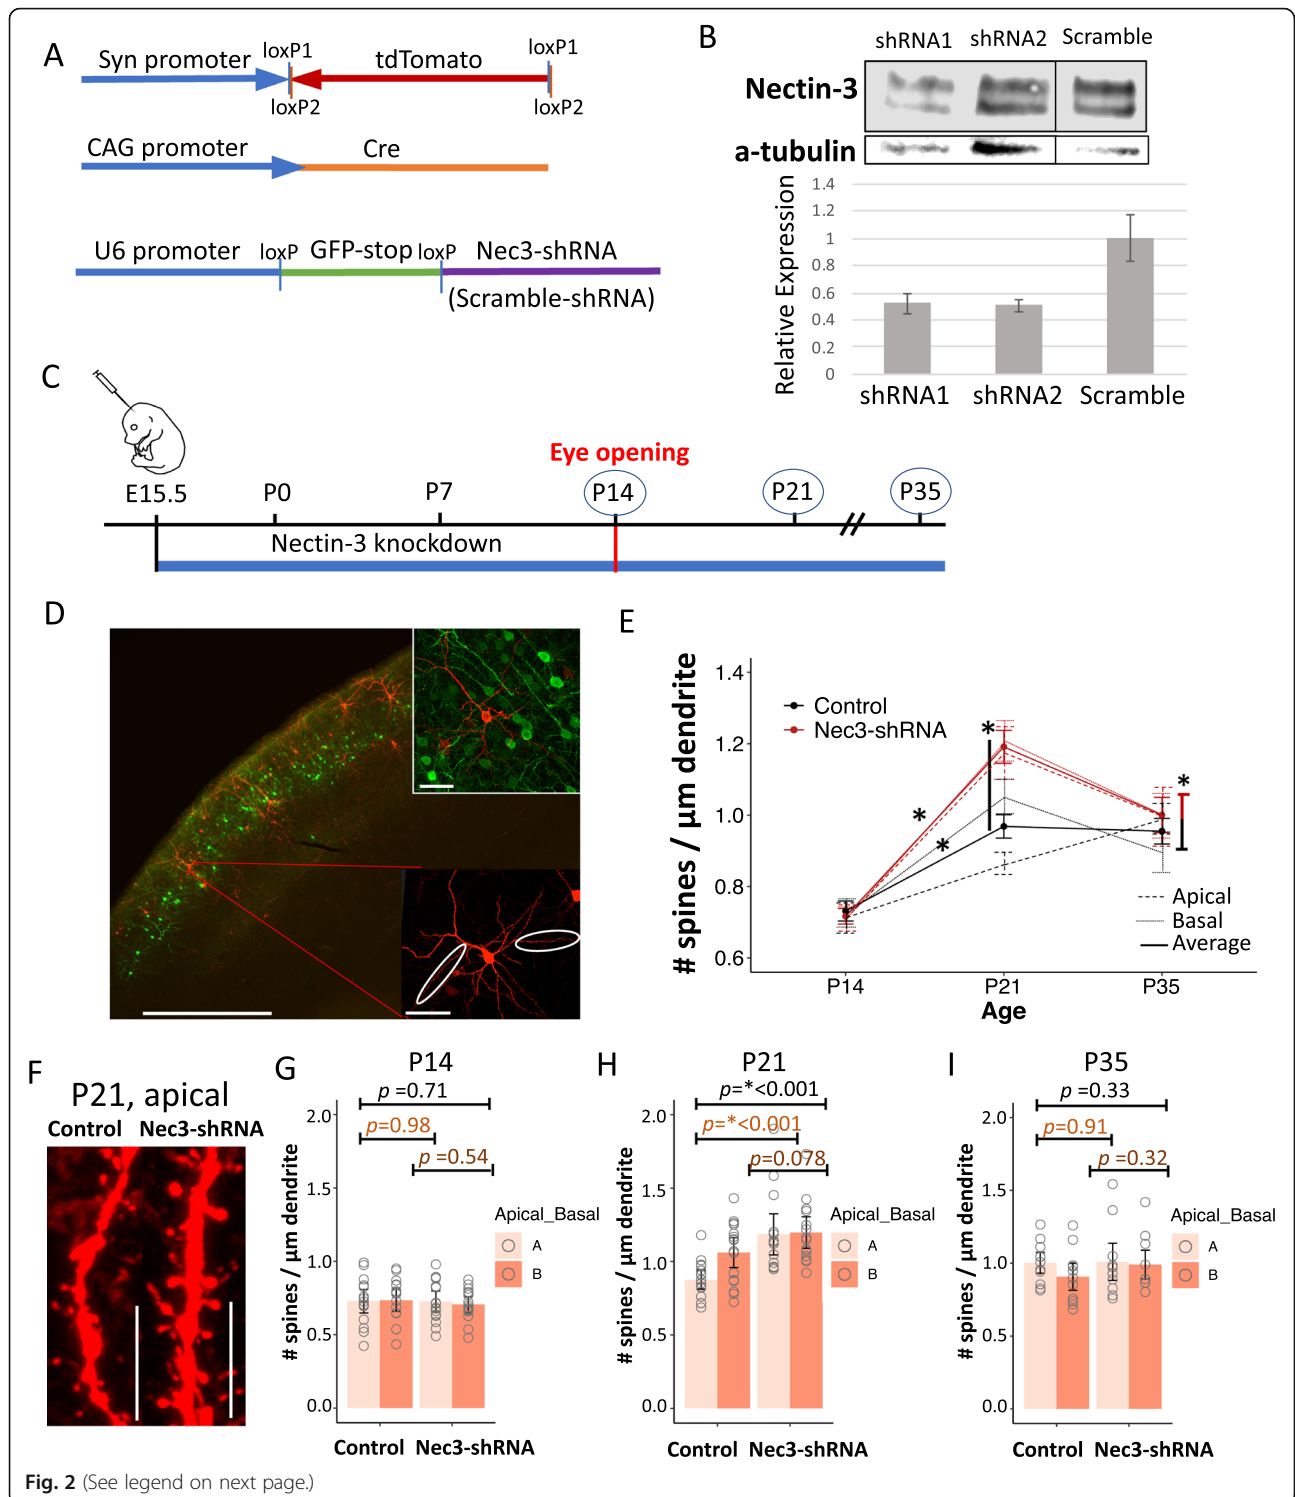 A
Syn promoter
loxP1
tdTomato
loxP1
loxP2
loxP2
CAG promoter
Cre
U6 promoter
loxP
GFP-stop
loxP
Nec3-shRNA
(Scramble-shRNA)
B
shRNA1
shRNA2
Scramble
Nectin-3
a-tubulin
Relative Expression
1.4
1.2
1
0.8
0.6
0.4
0.2
0
shRNA1
shRNA2
Scramble
C
Eye opening
E15.5
P0
P7
P14
P21
P35
Nectin-3 knockdown
D
E
# spines / μm dendrite
1.4
1.2
1.0
0.8
0.6
Control
Nec3-shRNA
*
*
*
*
Apical
Basal
Average
P14
P21
P35
Age
F
P21, apical
Control
Nec3-shRNA
G
P14
p =0.71
p=0.98
p =0.54
# spines / μm dendrite
2.0
1.5
1.0
0.5
0.0
Apical_Basal
A
B
Control
Nec3-shRNA
H
P21
p=*<0.001
p=*<0.001
p=0.078
# spines / μm dendrite
2.0
1.5
1.0
0.5
0.0
Apical_Basal
A
B
Control
Nec3-shRNA
I
P35
p =0.33
p=0.91
p =0.32
# spines / μm dendrite
2.0
1.5
1.0
0.5
0.0
Apical_Basal
A
B
Control
Nec3-shRNA
Fig. 2 (See legend on next page.)